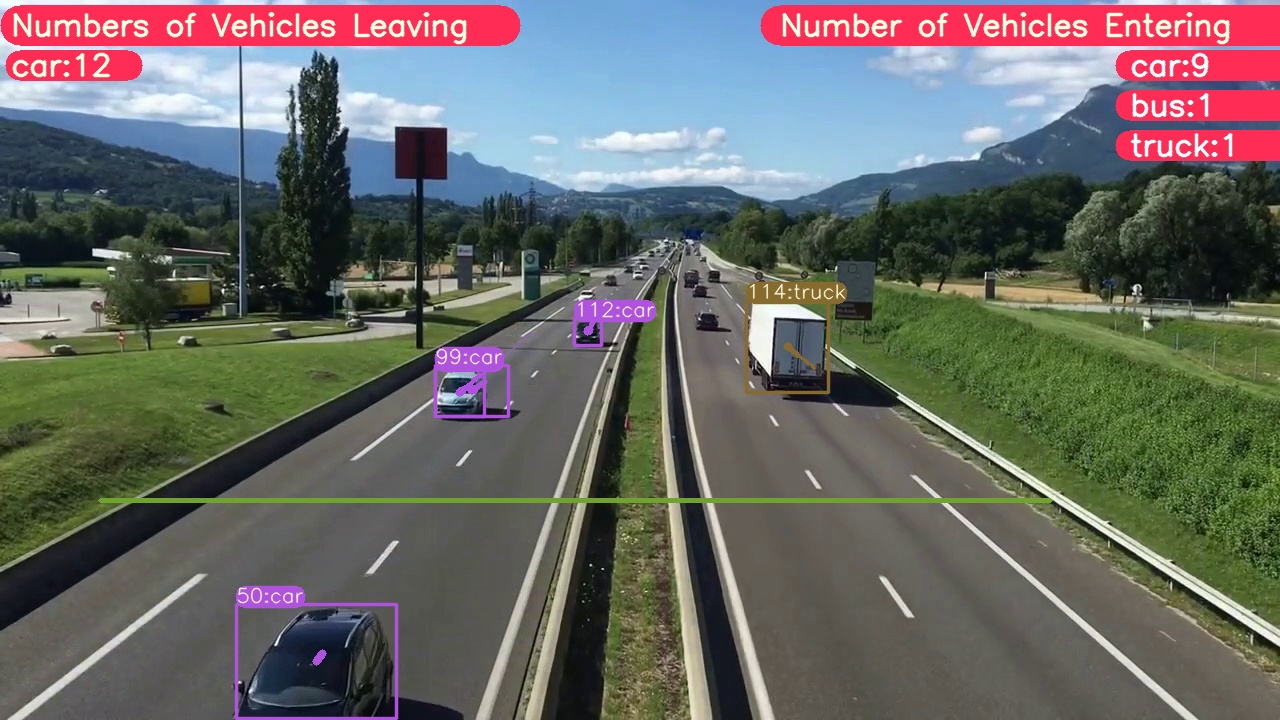 Numbers of Vehicles Leaving
Number of Vehicles Entering
car:12
car:9
bus:1
truck:1
114:truck
112:car
99:car
50:car